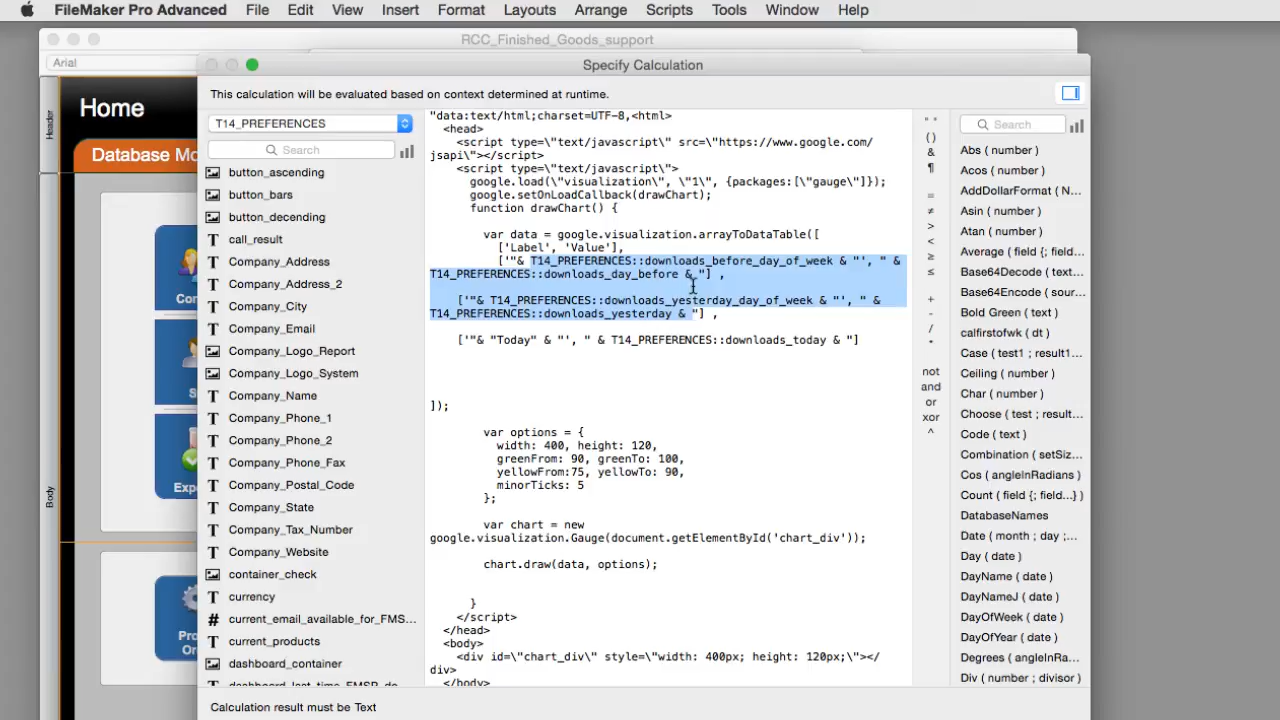 FileMaker Pro Advanced File Edit View Insert Format Layouts Arrange Scripts Tools Window Help
RCC_Finished_Goods_support
Arial
Specify Calculation
This calculation will be evaluated based on context determined at runtime.
Header
Home
Database Mo
Body
Con
S
Exp
Pro
Or
T14_PREFERENCES
Search
button_ascending
button_bars
button_decending
call_result
Company_Address
Company_Address_2
Company_City
Company_Email
Company_Logo_Report
Company_Logo_System
Company_Name
Company_Phone_1
Company_Phone_2
Company_Phone_Fax
Company_Postal_Code
Company_State
Company_Tax_Number
Company_Website
container_check
currency
current_email_available_for_FMS...
current_products
dashboard_container
"data:text/html;charset=UTF-8,<html>
<head>
<script type=\"text/javascript\" src=\"https://www.google.com/
jsapi\"></script>
<script type=\"text/javascript\">
google.load(\"visualization\", \"1\", {packages:[\"gauge\"]});
google.setOnLoadCallback(drawChart);
function drawChart() {
var data = google.visualization.arrayToDataTable([
['Label', 'Value'],
['"& T14_PREFERENCES::downloads_before_day_of_week & "', " &
T14_PREFERENCES::downloads_day_before & "] ,
['"& T14_PREFERENCES::downloads_yesterday_day_of_week & "', " &
T14_PREFERENCES::downloads_yesterday & "] ,
['"& "Today" & "', " & T14_PREFERENCES::downloads_today & "]
]);
var options = {
width: 400, height: 120,
greenFrom: 90, greenTo: 100,
yellowFrom:75, yellowTo: 90,
minorTicks: 5
};
var chart = new
google.visualization.Gauge(document.getElementById('chart_div'));
chart.draw(data, options);
}
</script>
</head>
<body>
<div id=\"chart_div\" style=\"width: 400px; height: 120px;\"></
div>
</body>
" "
( )
&
¶
=
≠
>
<
≥
≤
+
-
/
*
not
and
or
xor
^
Search
Abs ( number )
Acos ( number )
AddDollarFormat ( N...
Asin ( number )
Atan ( number )
Average ( field {; field...
Base64Decode ( text...
Base64Encode ( sour...
Bold Green ( text )
calfirstofwk ( dt )
Case ( test1 ; result1...
Ceiling ( number )
Char ( number )
Choose ( test ; result...
Code ( text )
Combination ( setSiz...
Cos ( angleInRadians )
Count ( field {; field...} )
DatabaseNames
Date ( month ; day ;...
Day ( date )
DayName ( date )
DayNameJ ( date )
DayOfWeek ( date )
DayOfYear ( date )
Degrees ( angleInRa...
Div ( number ; divisor )
Calculation result must be Text